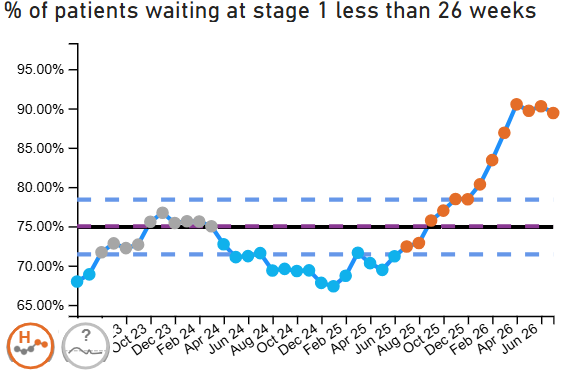 % of patients waiting at stage 1 less than 26 weeks
95.00%
90.00%
85.00%
80.00%
75.00%
70.00%
65.00%
Oct 23
Dec 23
Feb 24
Apr 24
Jun 24
Aug 24
Oct 24
Dec 24
Feb 25
Apr 25
Jun 25
Aug 25
Oct 25
Dec 25
Feb 26
Apr 26
Jun 26
H
?